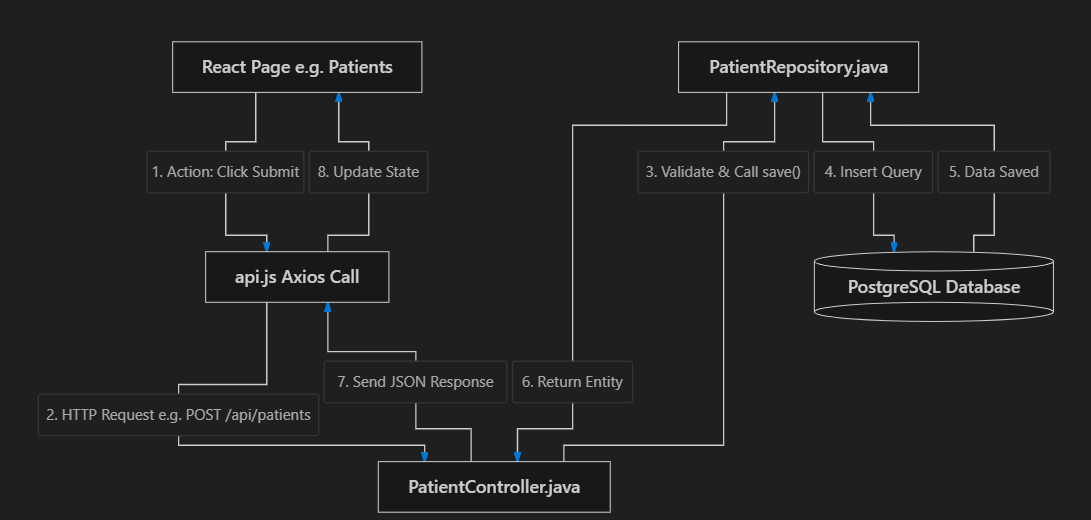 React Page e.g. Patients
PatientRepository.java
1. Action: Click Submit
8. Update State
3. Validate & Call save()
4. Insert Query
5. Data Saved
api.js Axios Call
PostgreSQL Database
7. Send JSON Response
6. Return Entity
2. HTTP Request e.g. POST /api/patients
PatientController.java